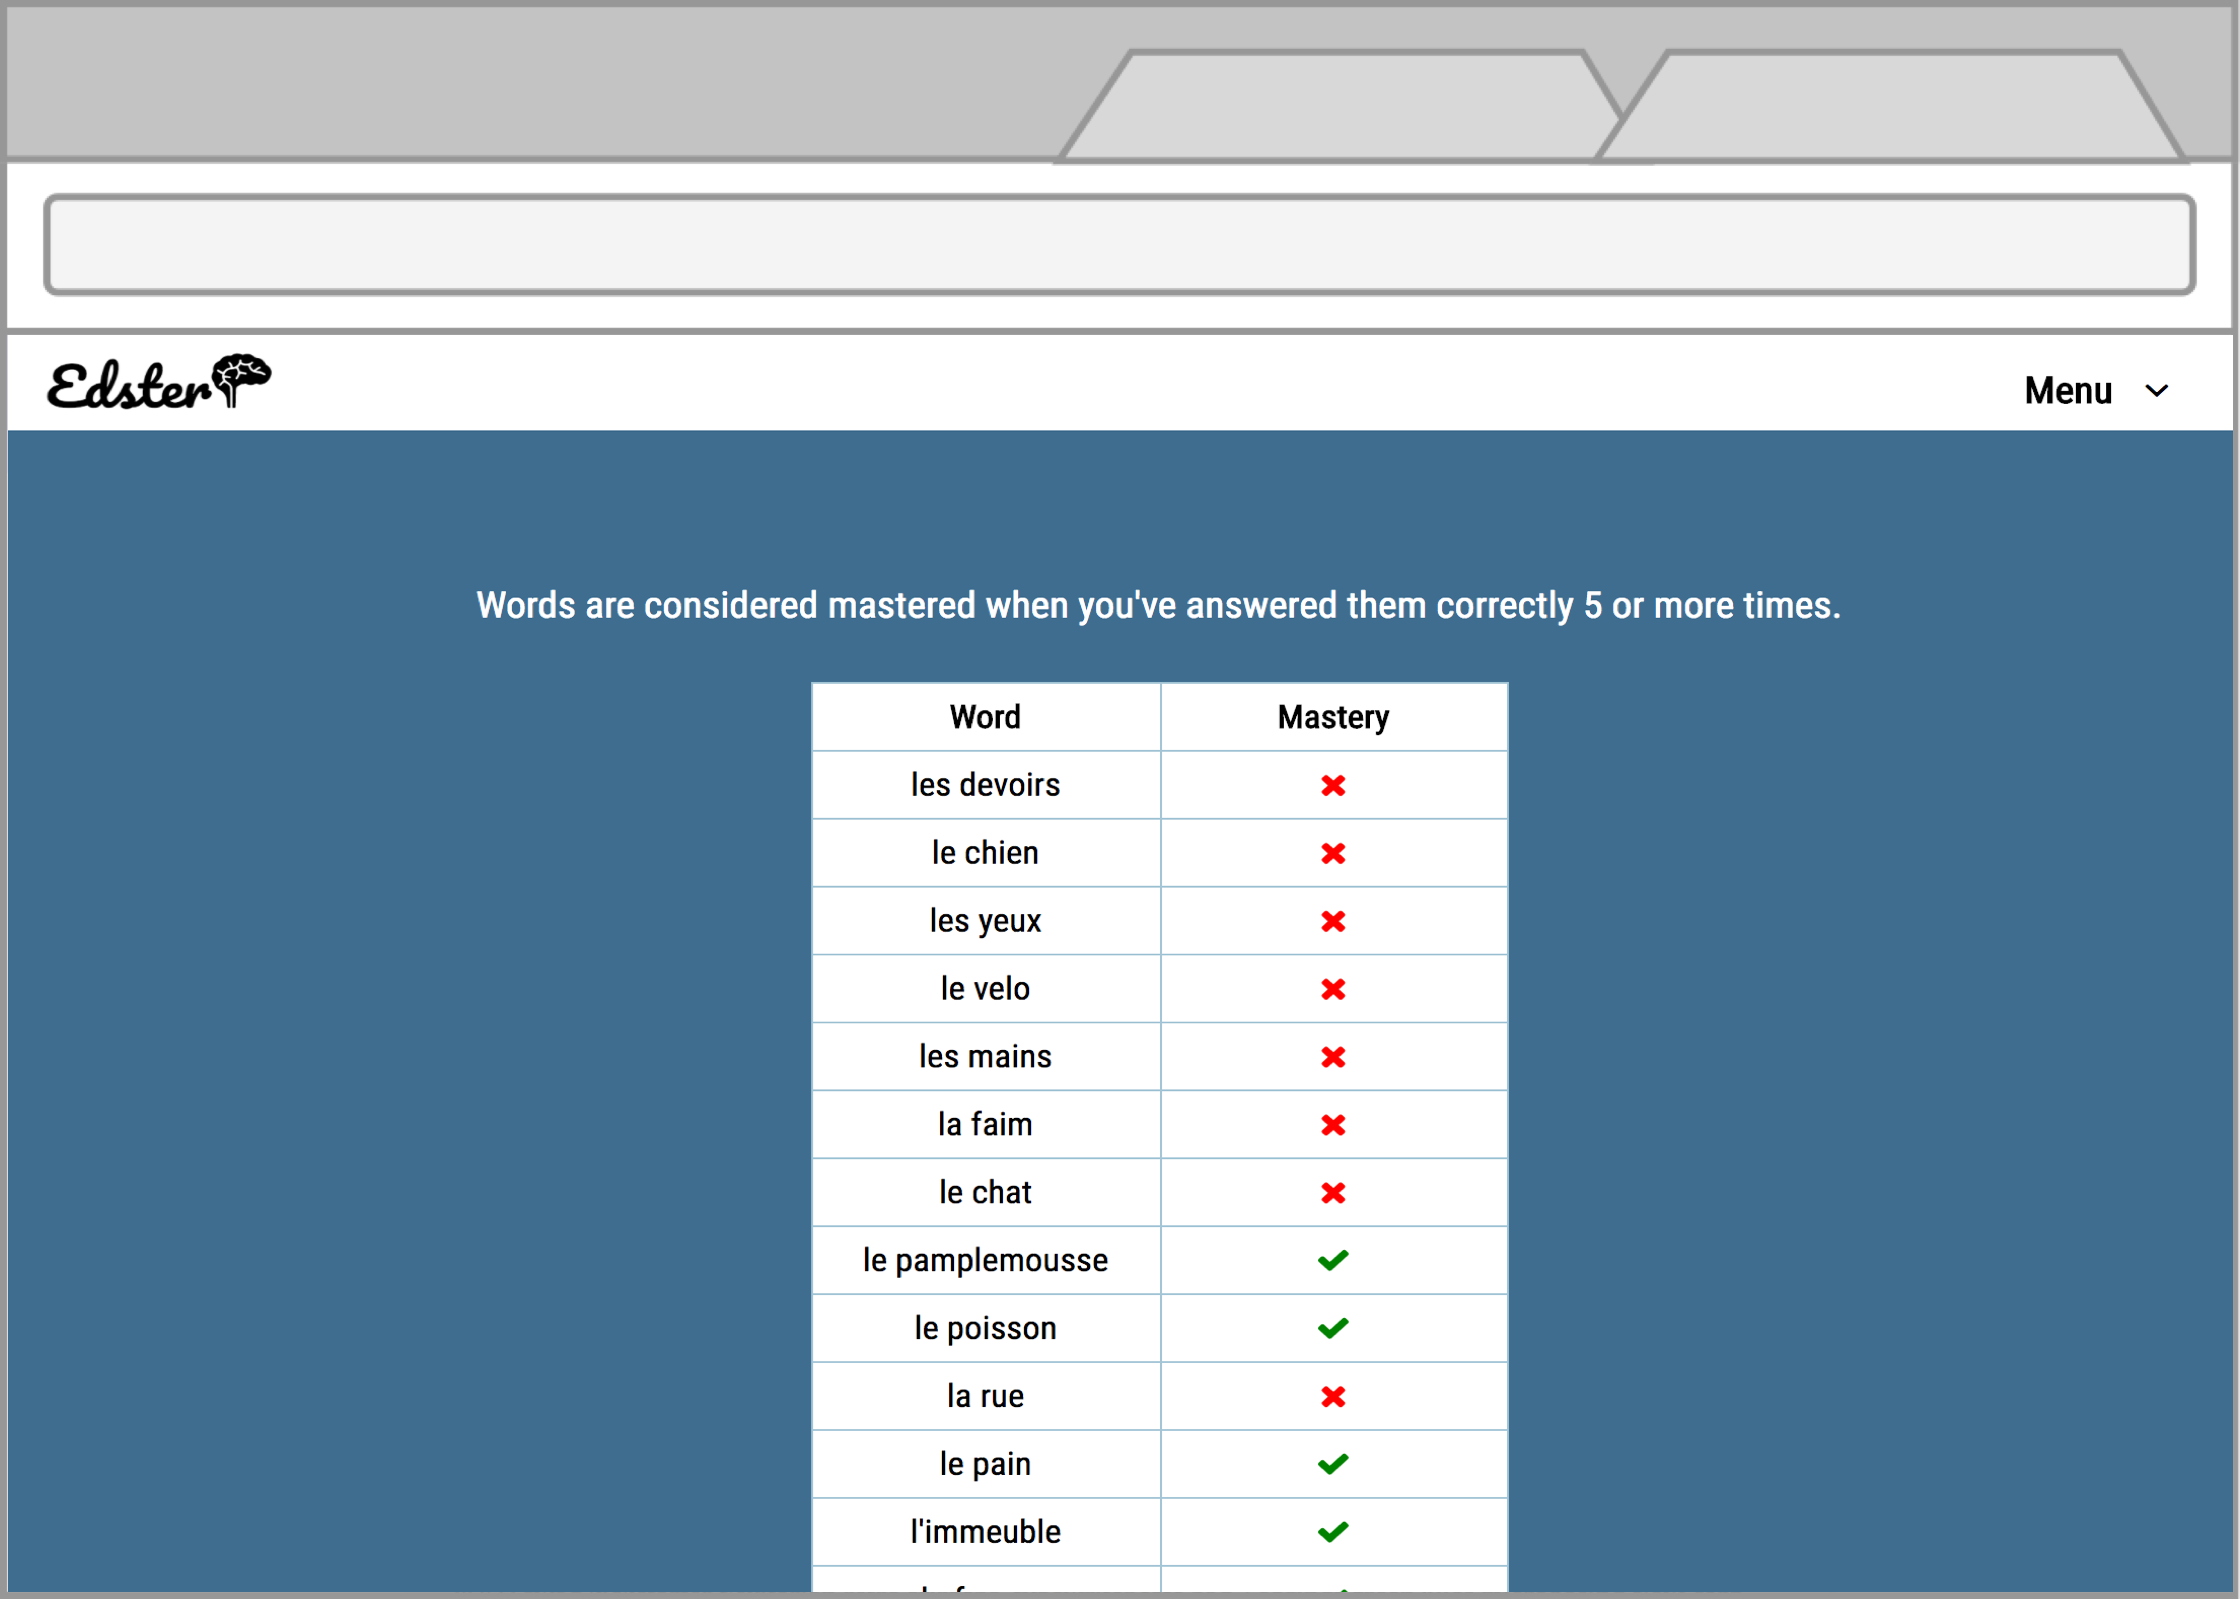 Edster
Menu
Words are considered mastered when you've answered them correctly 5 or more times.
Word Mastery
les devoirs
le chien
les yeux
le velo
les mains
la faim
le chat
le pamplemousse
le poisson
la rue
le pain
l'immeuble